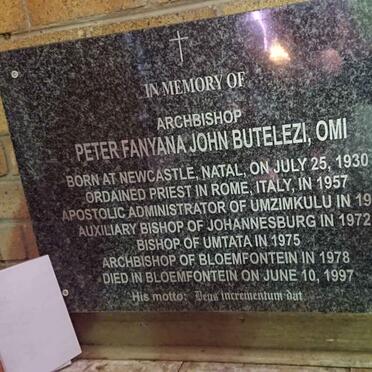 IN MEMORY OF
ARCHBISHOP
PETER FANYANA JOHN BUTELEZI, OMI
BORN AT NEWCASTLE, NATAL, ON JULY 25, 1930
ORDAINED PRIEST IN ROME, ITALY, IN 1957
APOSTOLIC ADMINISTRATOR OF UMZIMKULU IN 19
AUXILIARY BISHOP OF JOHANNESBURG IN 1972
BISHOP OF UMTATA IN 1975
ARCHBISHOP OF BLOEMFONTEIN IN 1978
DIED IN BLOEMFONTEIN ON JUNE 10, 1997
His motto: Deus incrementum dat